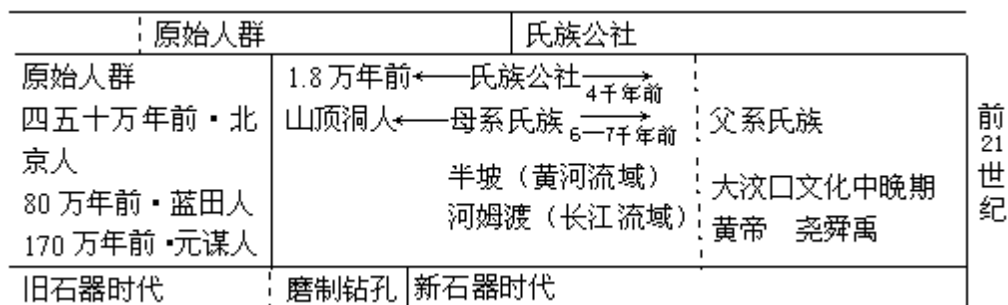 原始人群 氏族公社
原始人群 1.8万年前←——氏族公社——→4千年前
四五十万年前·北 山顶洞人←——母系氏族——→6—7千年前 父系氏族
京人 半坡（黄河流域） 大汶口文化中晚期
80万年前·蓝田人 河姆渡（长江流域） 黄帝 尧舜禹
170万年前·元谋人
前21世纪
旧石器时代 磨制钻孔 新石器时代